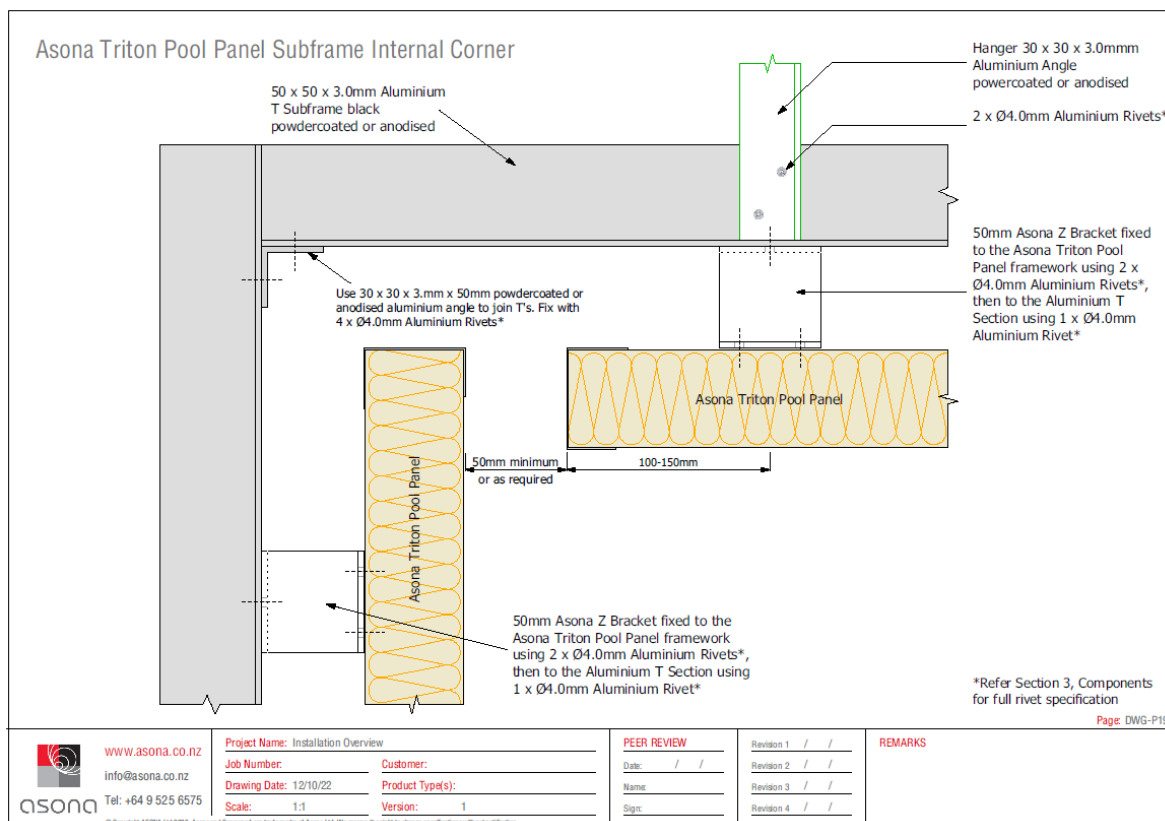 Asona Triton Pool Panel Subframe Internal Corner
50 x 50 x 3.0mm Aluminium
T Subframe black
powdercoated or anodised
Hanger 30 x 30 x 3.0mmm
Aluminium Angle
powercoated or anodised
2 x Ø4.0mm Aluminium Rivets*
50mm Asona Z Bracket fixed
to the Asona Triton Pool
Panel framework using 2 x
Ø4.0mm Aluminium Rivets*,
then to the Aluminium T
Section using 1 x Ø4.0mm
Aluminium Rivet*
Use 30 x 30 x 3.mm x 50mm powdercoated or
anodised aluminium angle to join T's. Fix with
4 x Ø4.0mm Aluminium Rivets*
Asona Triton Pool Panel
50mm minimum
or as required
100-150mm
Asona Triton Pool Panel
50mm Asona Z Bracket fixed to the
Asona Triton Pool Panel framework
using 2 x Ø4.0mm Aluminium Rivets*,
then to the Aluminium T Section using
1 x Ø4.0mm Aluminium Rivet*
*Refer Section 3, Components
for full rivet specification
Page: DWG-P19
asona
www.asona.co.nz
info@asona.co.nz
Tel: +64 9 525 6575
Project Name: Installation Overview
Job Number: Customer:
Drawing Date: 12/10/22 Product Type(s):
Scale: 1:1 Version: 1
PEER REVIEW
Date: / /
Name:
Sign:
Revision 1 / /
Revision 2 / /
Revision 3 / /
Revision 4 / /
REMARKS